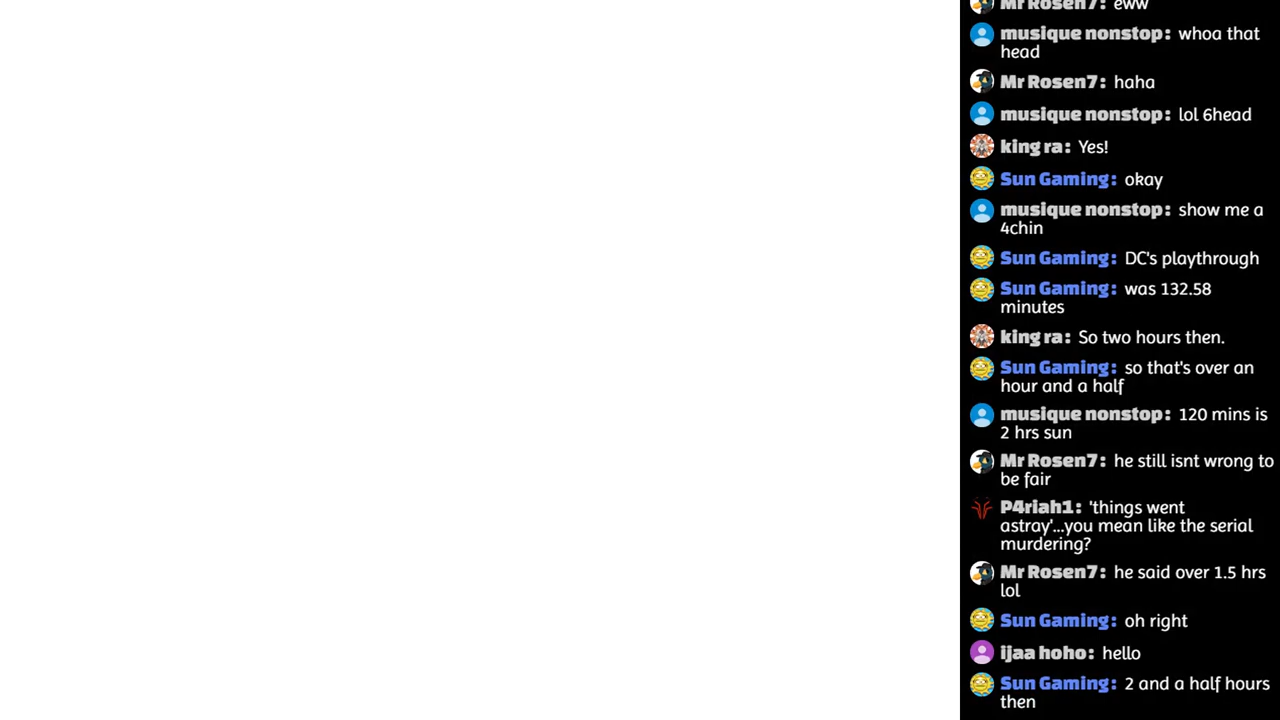 Mr Rosen7: eww
musique nonstop: whoa that
head
Mr Rosen7: haha
musique nonstop: lol 6head
king ra: Yes!
Sun Gaming: okay
musique nonstop: show me a
4chin
Sun Gaming: DC's playthrough
Sun Gaming: was 132.58
minutes
king ra: So two hours then.
Sun Gaming: so that's over an
hour and a half
musique nonstop: 120 mins is
2 hrs sun
Mr Rosen7: he still isnt wrong to
be fair
P4riah1: 'things went
astray'...you mean like the serial
murdering?
Mr Rosen7: he said over 1.5 hrs
lol
Sun Gaming: oh right
ijaa hoho: hello
Sun Gaming: 2 and a half hours
then